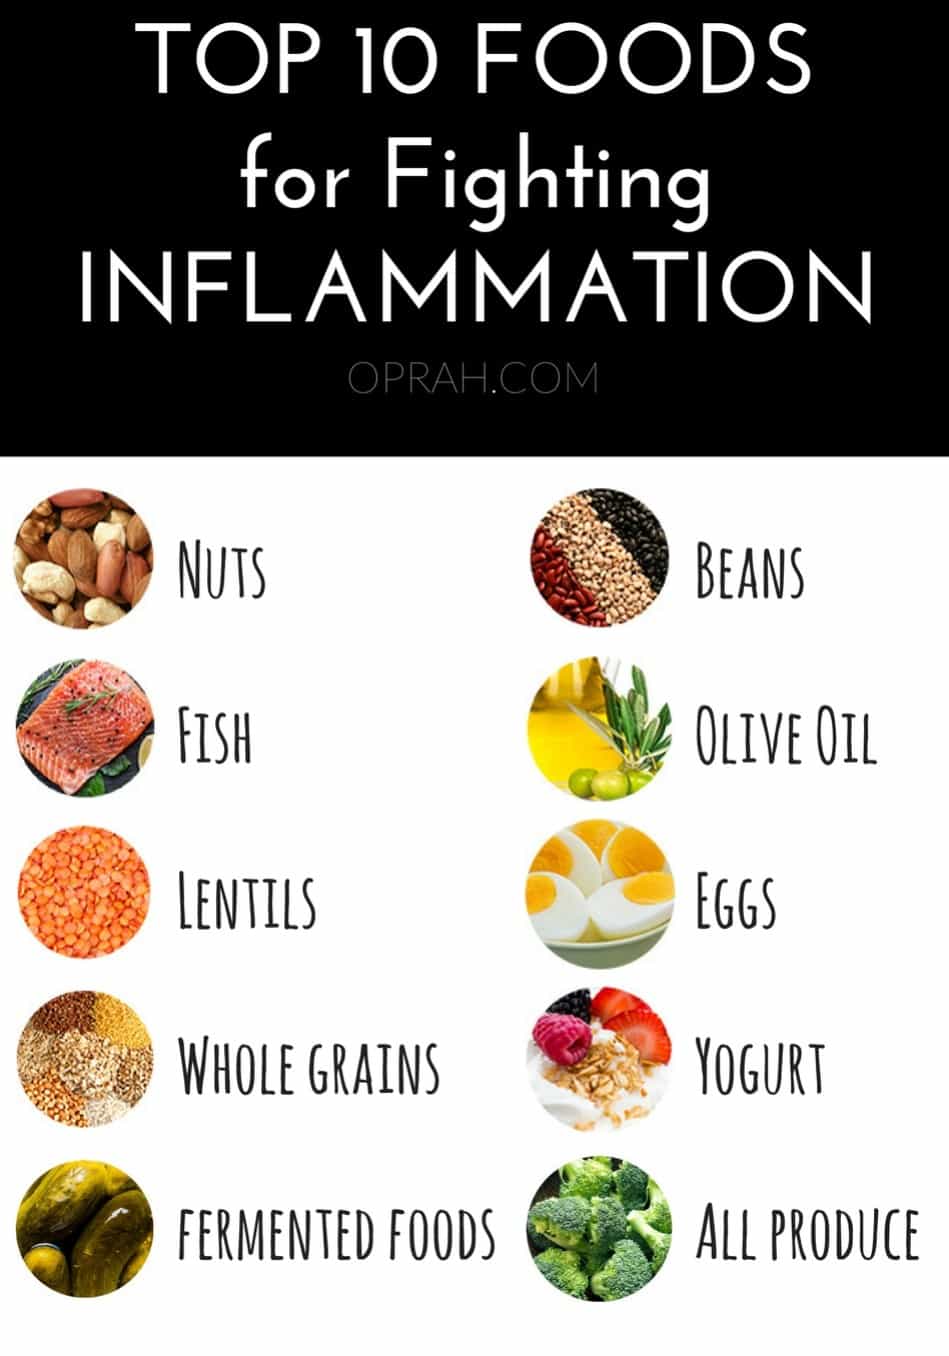 TOP 10 FOODS
for Fighting
INFLAMMATION
OPRAH.COM
NUTS
BEANS
FISH
OLIVE OIL
LENTILS
EGGS
WHOLE GRAINS
YOGURT
FERMENTED FOODS
ALL PRODUCE